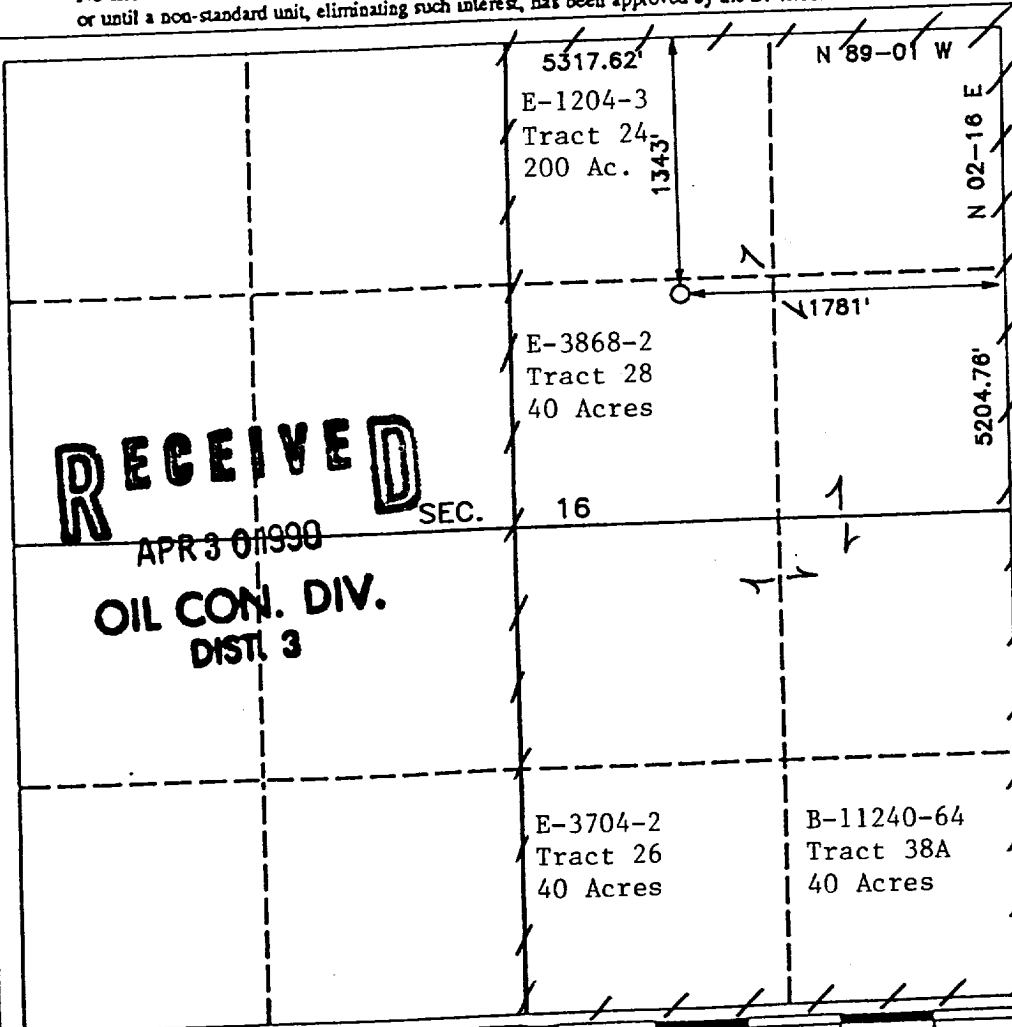 or until a non-standard unit, eliminating such interest, has been approved by the
5317.62'
N 89-01 W
E-1204-3
Tract 24
200 Ac.
1343'
N 02-16 E
1781'
E-3868-2
Tract 28
40 Acres
5204.76'
RECEIVED
SEC. 16
APR 30 1990
OIL CON. DIV.
DIST. 3
E-3704-2
Tract 26
40 Acres
B-11240-64
Tract 38A
40 Acres